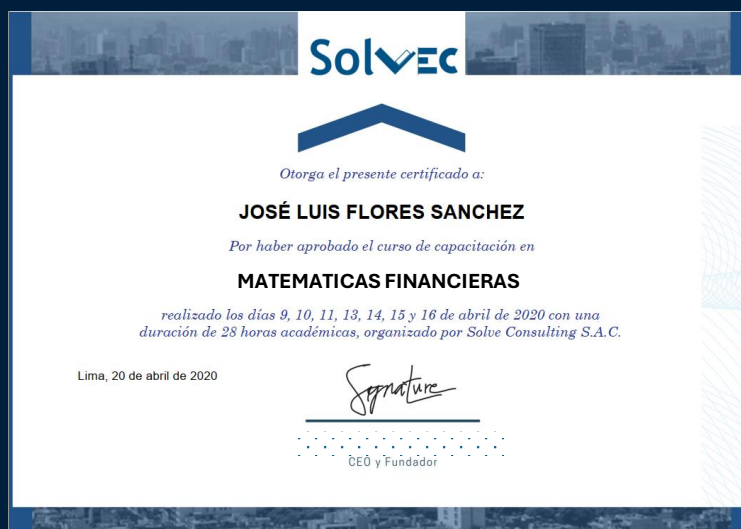 Solvec
Otorga el presente certificado a:
JOSÉ LUIS FLORES SANCHEZ
Por haber aprobado el curso de capacitación en
MATEMATICAS FINANCIERAS
realizado los días 9, 10, 11, 13, 14, 15 y 16 de abril de 2020 con una
duración de 28 horas académicas, organizado por Solve Consulting S.A.C.
Lima, 20 de abril de 2020
Signature
CEO y Fundador